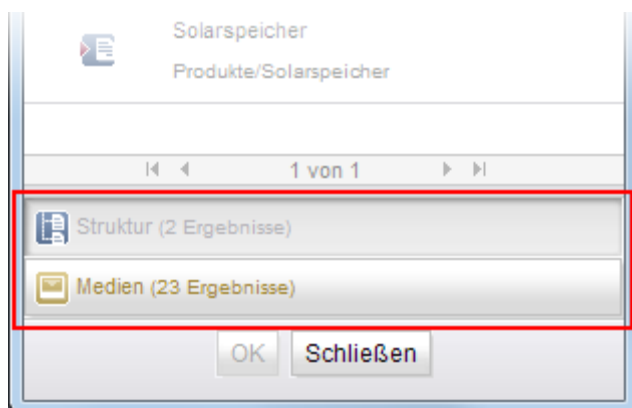 Solarspeicher
Produkte/Solarspeicher
1 von 1
Struktur (2 Ergebnisse)
Medien (23 Ergebnisse)
OK Schließen